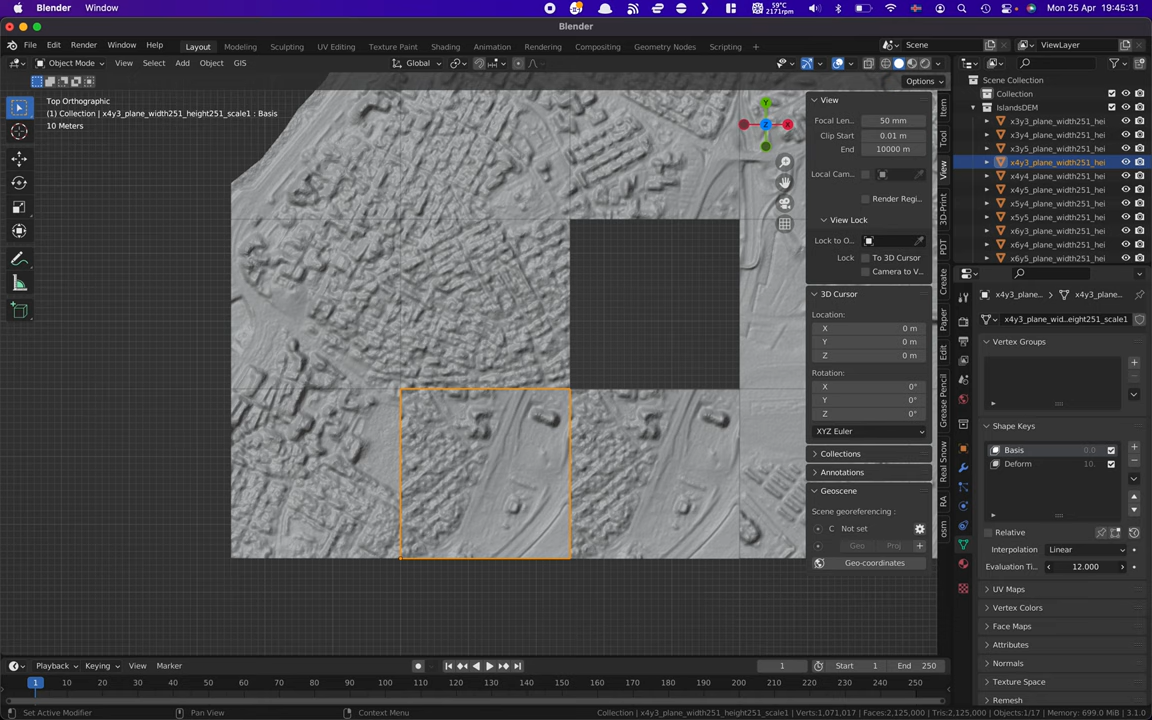 Blender Window 59°C 2171rpm Mon 25 Apr 19:45:31
Blender
File Edit Render Window Help Layout Modeling Sculpting UV Editing Texture Paint Shading Animation Rendering Compositing Geometry Nodes Scripting + Scene ViewLayer
Object Mode View Select Add Object GIS Global
Options
Top Orthographic
(1) Collection | x4y3_plane_width251_height251_scale1 : Basis
10 Meters
Y
Z
X
View
Focal Len... 50 mm
Clip Start 0.01 m
End 10000 m
Local Cam...
Render Regi...
View Lock
Lock to O...
Lock To 3D Cursor
Camera to V...
3D Cursor
Location:
X 0 m
Y 0 m
Z 0 m
Rotation:
X 0°
Y 0°
Z 0°
XYZ Euler
Collections
Annotations
Geoscene
Scene georeferencing :
C Not set
Geo Proj
Geo-coordinates
Item
Tool
View
3D-Print
PDT
Create
Paper
Edit
Grease Pencil
Real Snow
RA
osm
Scene Collection
Collection
IslandsDEM
x3y3_plane_width251_hei
x3y4_plane_width251_hei
x3y5_plane_width251_hei
x4y3_plane_width251_hei
x4y4_plane_width251_hei
x4y5_plane_width251_hei
x5y4_plane_width251_hei
x5y5_plane_width251_hei
x6y3_plane_width251_hei
x6y4_plane_width251_hei
x6y5_plane_width251_hei
x4y3_plane... x4y3_plane...
x4y3_plane_wid...eight251_scale1
Vertex Groups
Shape Keys
Basis 0.0
Deform 10.
Relative
Interpolation Linear
Evaluation Ti... 12.000
UV Maps
Vertex Colors
Face Maps
Attributes
Normals
Texture Space
Remesh
Playback Keying View Marker 1 Start 1 End 250
1 10 20 30 40 50 60 70 80 90 100 110 120 130 140 150 160 170 180 190 200 210 220 230 240 250
Set Active Modifier Pan View Context Menu Collection | x4y3_plane_width251_height251_scale1 | Verts:1,071,017 | Faces:2,125,000 | Tris:2,125,000 | Objects:1/17 | Memory: 699.0 MiB | 3.1.0